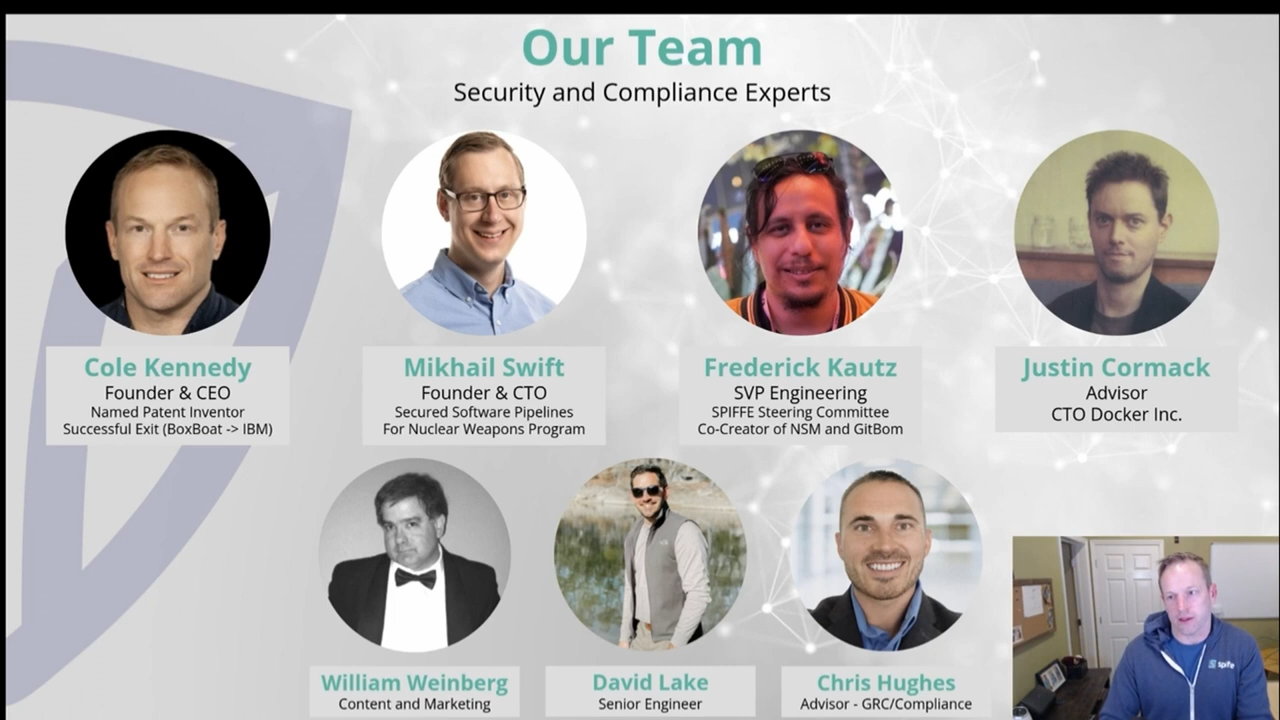 Our Team
Security and Compliance Experts
Cole Kennedy
Founder & CEO
Named Patent Inventor
Successful Exit (BoxBoat -> IBM)
Mikhail Swift
Founder & CTO
Secured Software Pipelines
For Nuclear Weapons Program
Frederick Kautz
SVP Engineering
SPIFFE Steering Committee
Co-Creator of NSM and GitBom
Justin Cormack
Advisor
CTO Docker Inc.
William Weinberg
Content and Marketing
David Lake
Senior Engineer
Chris Hughes
Advisor - GRC/Compliance
spiffe